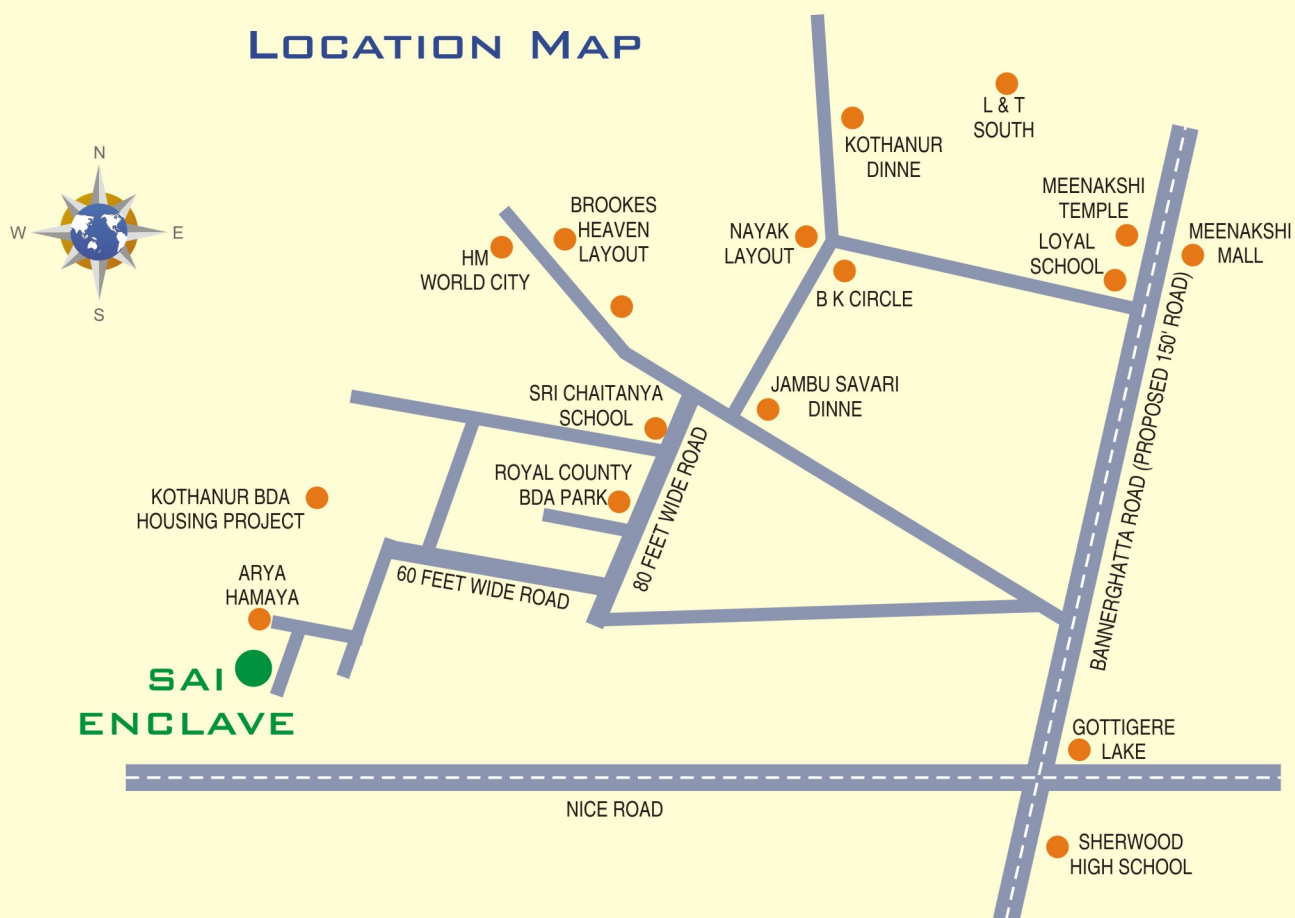 LOCATION MAP
N
W
E
S
L & T
SOUTH
KOTHANUR
DINNE
MEENAKSHI
TEMPLE
LOYAL
SCHOOL
MEENAKSHI
MALL
BROOKES
HEAVEN
LAYOUT
HM
WORLD CITY
NAYAK
LAYOUT
B K CIRCLE
JAMBU SAVARI
DINNE
SRI CHAITANYA
SCHOOL
ROYAL COUNTY
BDA PARK
80 FEET WIDE ROAD
BANNERGHATTA ROAD (PROPOSED 150' ROAD)
KOTHANUR BDA
HOUSING PROJECT
60 FEET WIDE ROAD
ARYA
HAMAYA
SAI
ENCLAVE
GOTTIGERE
LAKE
NICE ROAD
SHERWOOD
HIGH SCHOOL